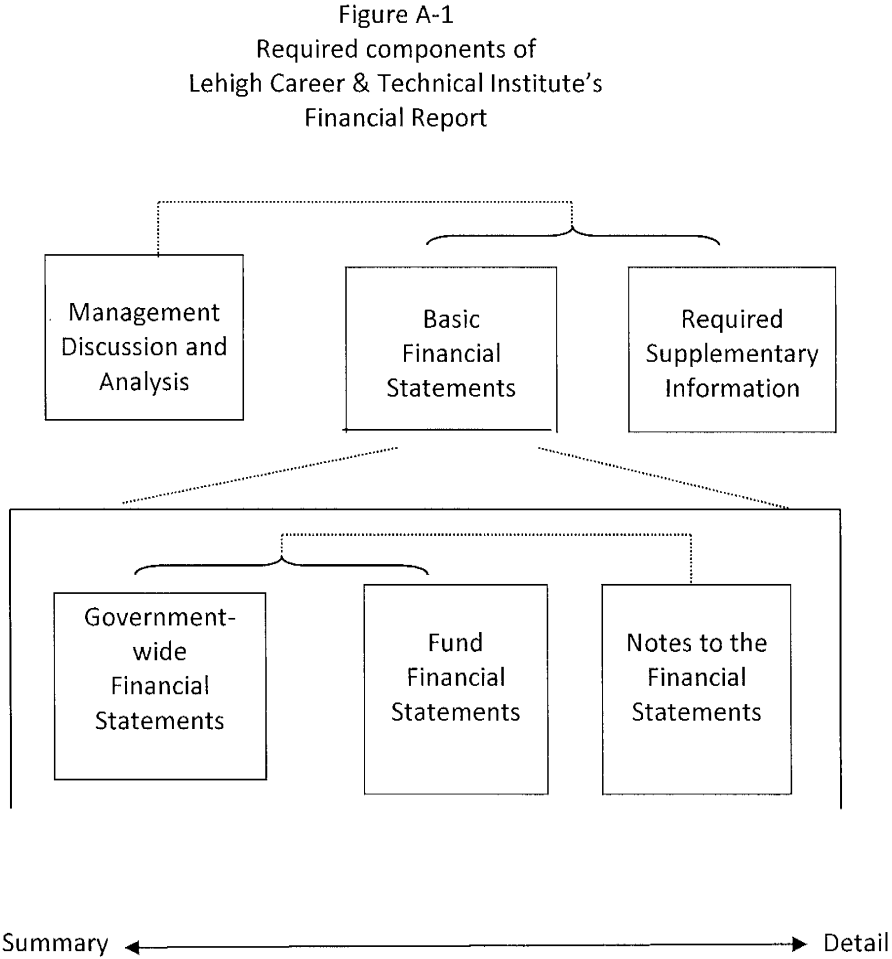 Figure A-1
Required components of
Lehigh Career & Technical Institute's
Financial Report
Management
Discussion and
Analysis
Basic
Financial
Statements
Required
Supplementary
Information
Government-
wide
Financial
Statements
Fund
Financial
Statements
Notes to the
Financial
Statements
Summary
Detail